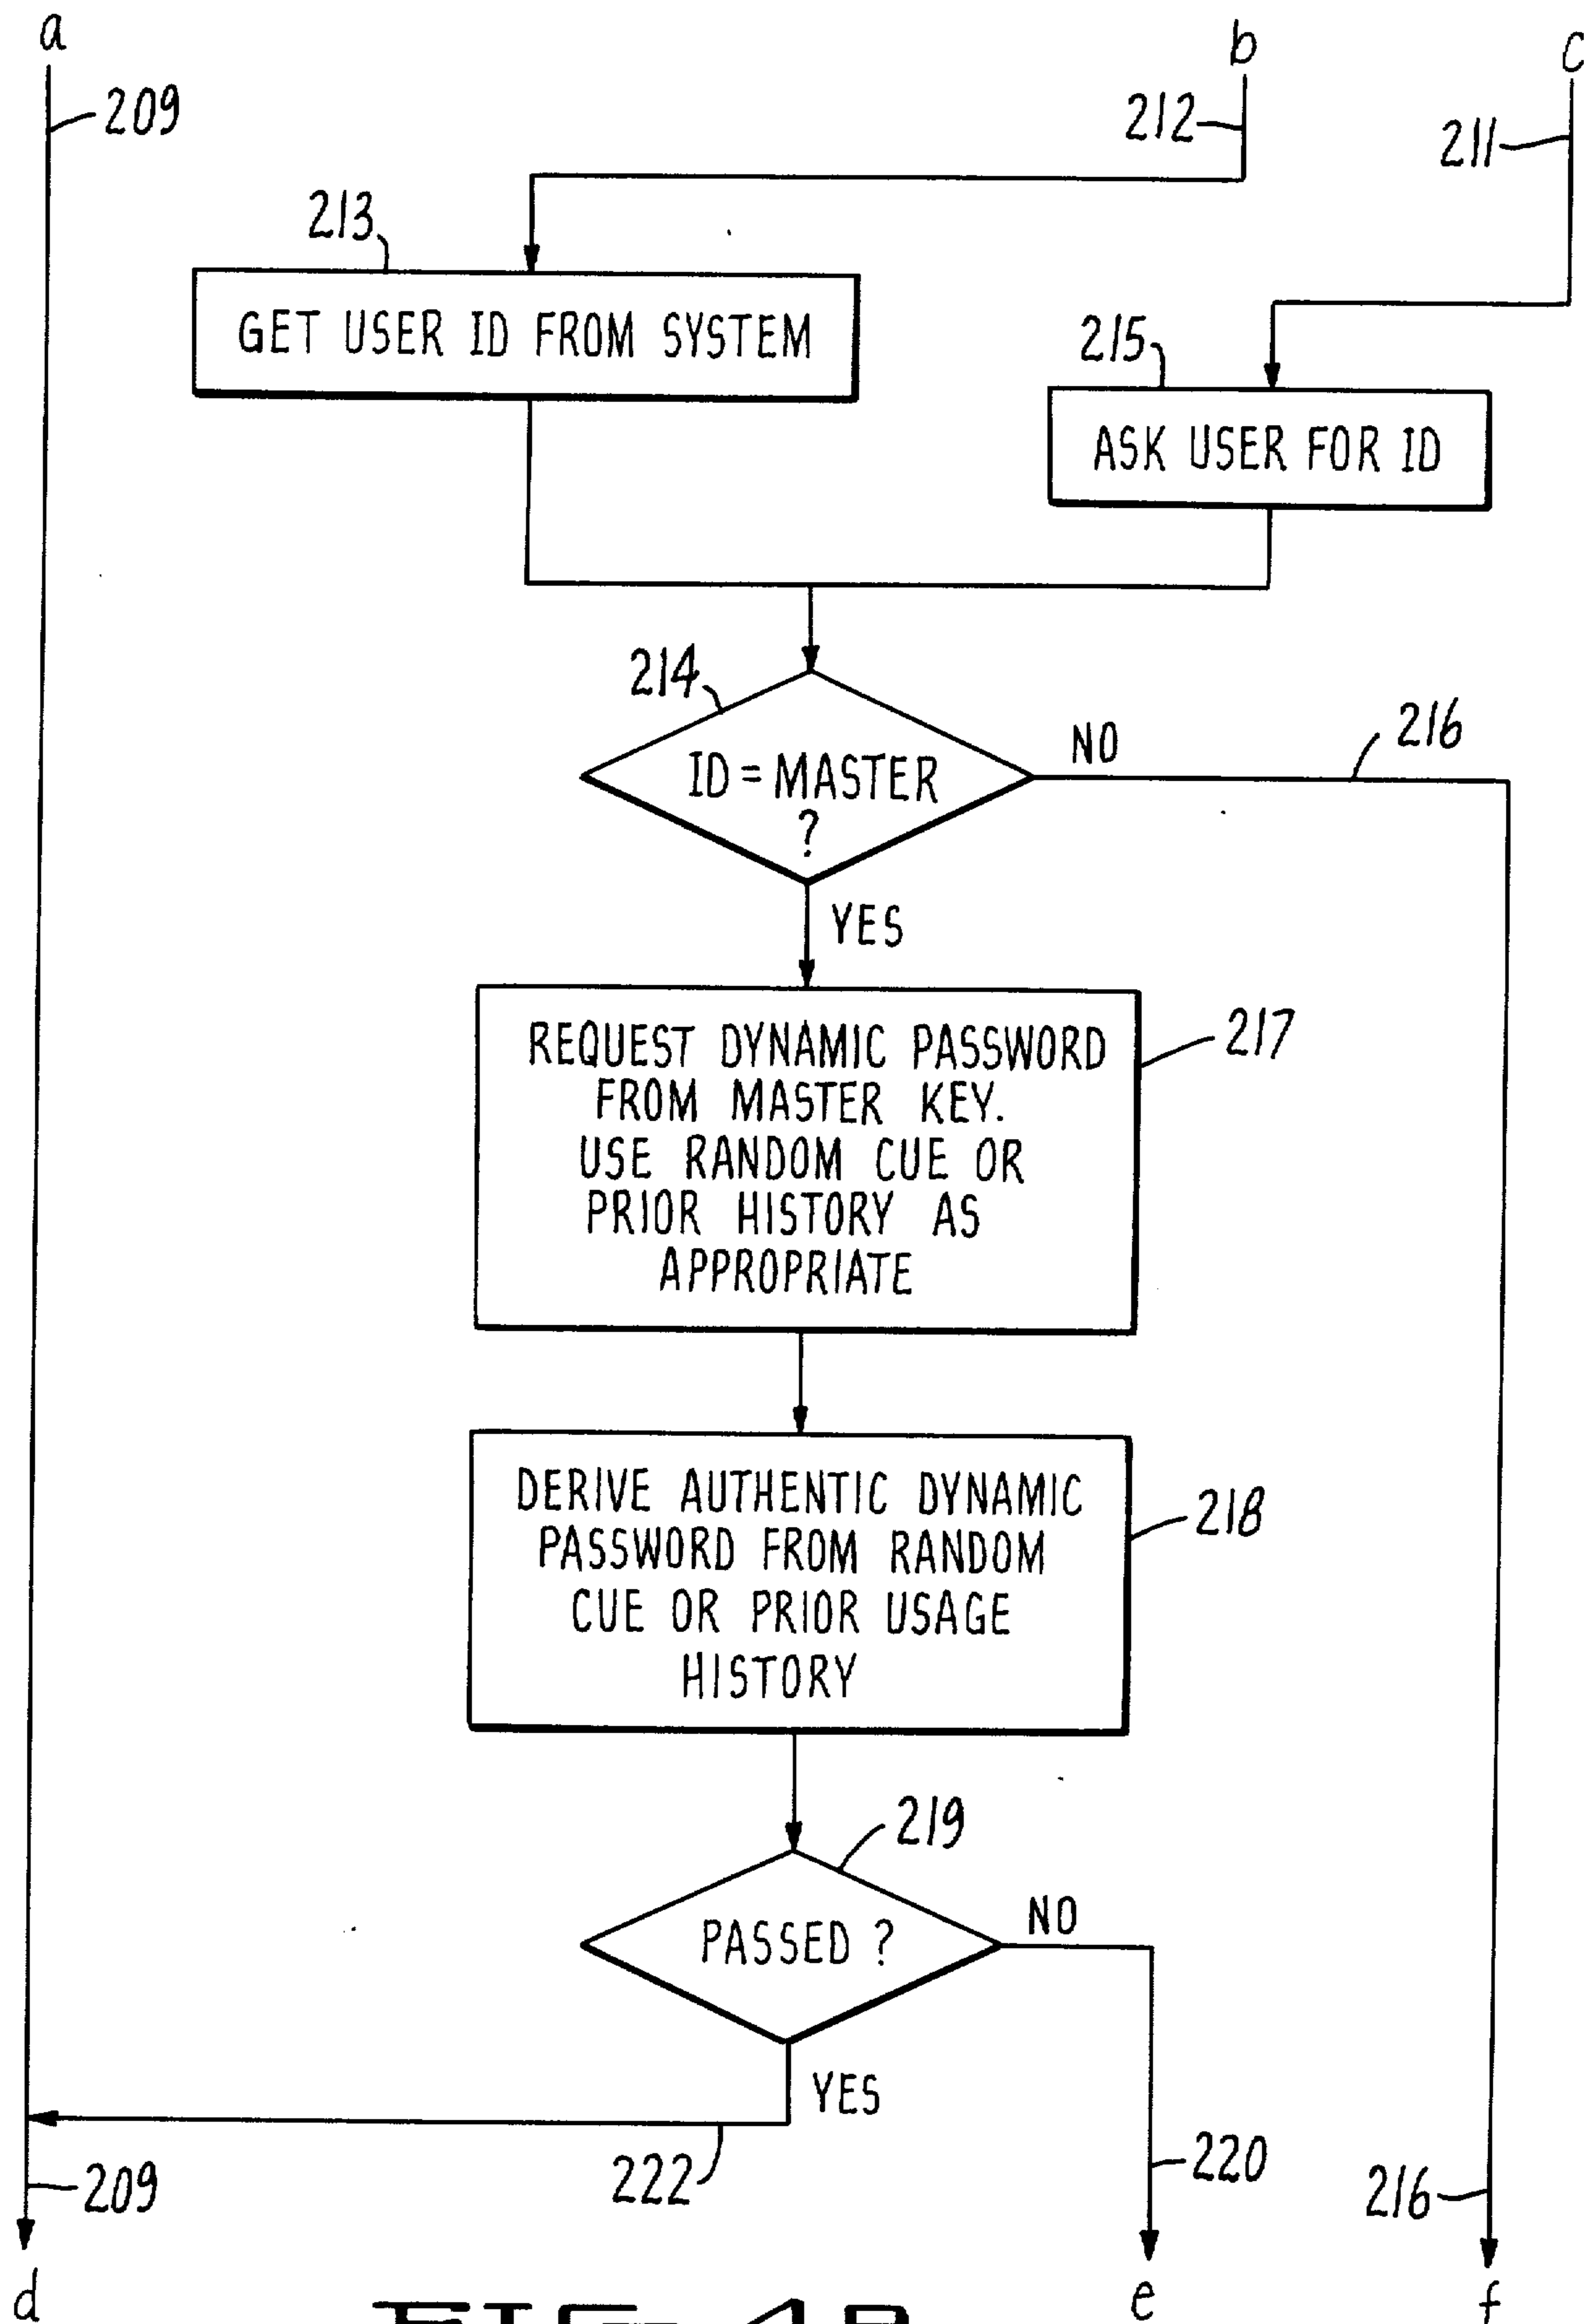 a
b
c
209
212
211
213
GET USER ID FROM SYSTEM
215
ASK USER FOR ID
214
ID = MASTER
?
NO
216
YES
REQUEST DYNAMIC PASSWORD
FROM MASTER KEY.
USE RANDOM CUE OR
PRIOR HISTORY AS
APPROPRIATE
217
DERIVE AUTHENTIC DYNAMIC
PASSWORD FROM RANDOM
CUE OR PRIOR USAGE
HISTORY
218
219
PASSED ?
NO
YES
222
220
209
216
d
e
f